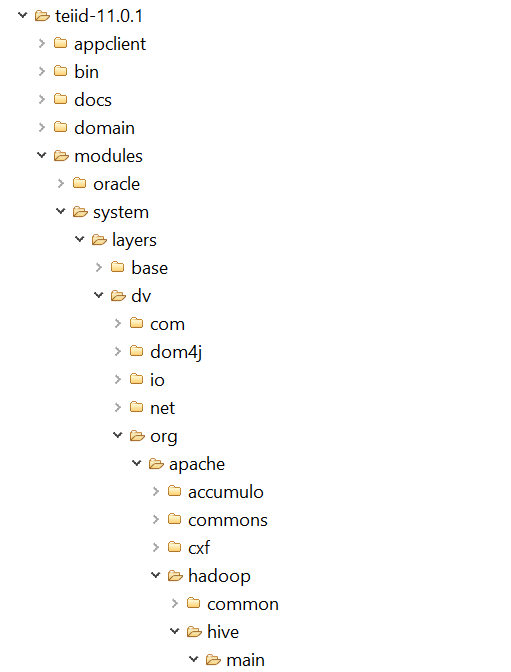 teiid-11.0.1
appclient
bin
docs
domain
modules
oracle
system
layers
base
dv
com
dom4j
io
net
org
apache
accumulo
commons
cxf
hadoop
common
hive
main